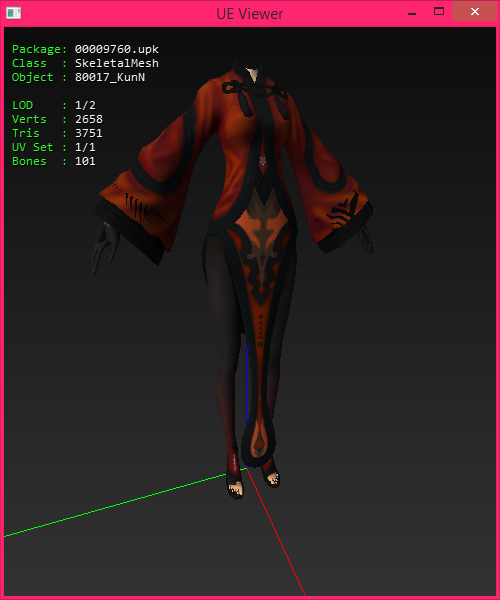 UE Viewer
Package: 00009760.upk
Class  : SkeletalMesh
Object : 80017_KunN
LOD    : 1/2
Verts  : 2658
Tris   : 3751
UV Set : 1/1
Bones  : 101